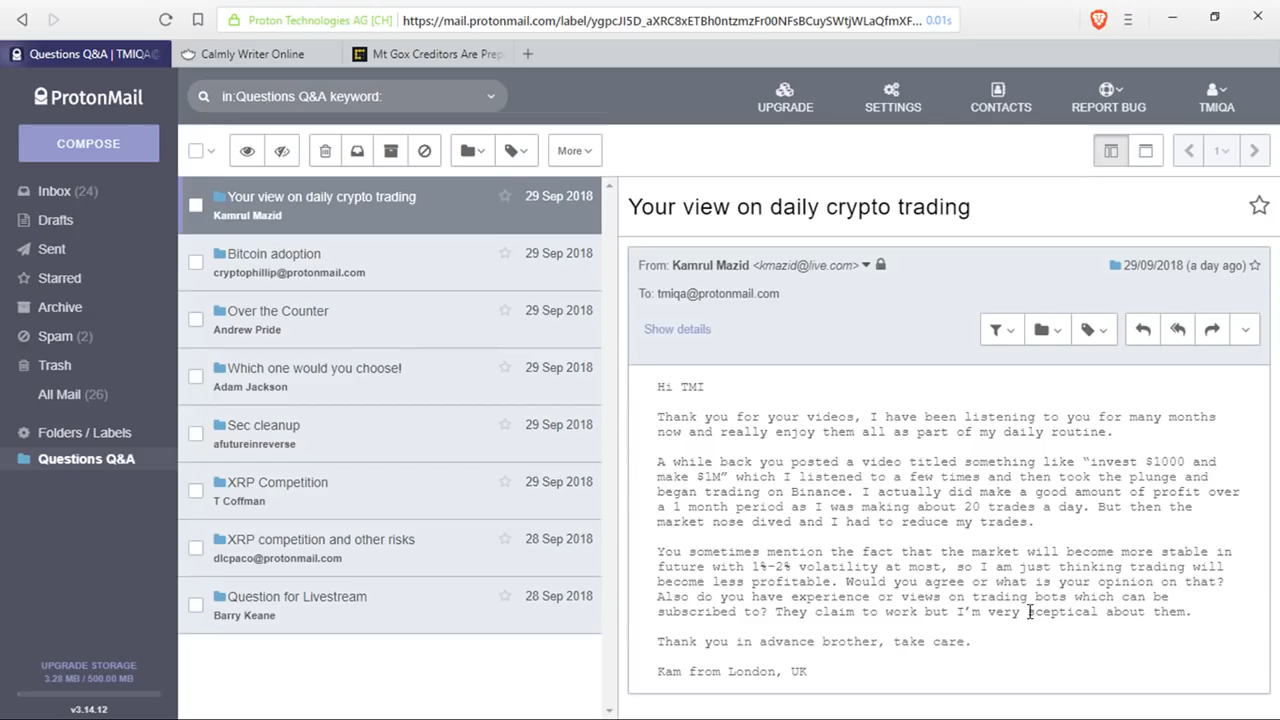 Proton Technologies AG [CH]
https://mail.protonmail.com/label/ygpcJI5D_aXRC8xETBh0ntzmzFr00NFsBCuySWtjWLaQfmXF...
0.01s
Questions Q&A | TMIQA@
Calmly Writer Online
Mt Gox Creditors Are Prep
ProtonMail
in:Questions Q&A keyword:
UPGRADE
SETTINGS
CONTACTS
REPORT BUG
TMIQA
COMPOSE
More
1
Inbox (24)
Drafts
Sent
Starred
Archive
Spam (2)
Trash
All Mail (26)
Folders / Labels
Questions Q&A
UPGRADE STORAGE
3.28 MB / 500.00 MB
v3.14.12
Your view on daily crypto trading
29 Sep 2018
Kamrul Mazid
Bitcoin adoption
29 Sep 2018
cryptophillip@protonmail.com
Over the Counter
29 Sep 2018
Andrew Pride
Which one would you choose!
29 Sep 2018
Adam Jackson
Sec cleanup
29 Sep 2018
afutureinreverse
XRP Competition
29 Sep 2018
T Coffman
XRP competition and other risks
28 Sep 2018
dlcpaco@protonmail.com
Question for Livestream
28 Sep 2018
Barry Keane
Your view on daily crypto trading
From: Kamrul Mazid <kmazid@live.com>
29/09/2018 (a day ago)
To: tmiqa@protonmail.com
Show details
Hi TMI
Thank you for your videos, I have been listening to you for many months
now and really enjoy them all as part of my daily routine.
A while back you posted a video titled something like “invest $1000 and
make $1M” which I listened to a few times and then took the plunge and
began trading on Binance. I actually did make a good amount of profit over
a 1 month period as I was making about 20 trades a day. But then the
market nose dived and I had to reduce my trades.
You sometimes mention the fact that the market will become more stable in
future with 1%-2% volatility at most, so I am just thinking trading will
become less profitable. Would you agree or what is your opinion on that?
Also do you have experience or views on trading bots which can be
subscribed to? They claim to work but I’m very sceptical about them.
Thank you in advance brother, take care.
Kam from London, UK